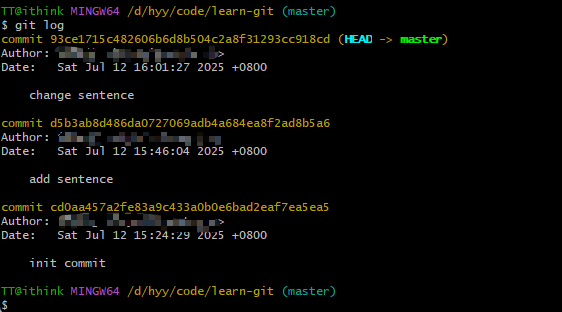 TT@ithink MINGW64 /d/hyy/code/learn-git (master)
$ git log
commit 93ce1715c482606b6d8b504c2a8f31293cc918cd (HEAD -> master)
Author: >
Date:   Sat Jul 12 16:01:27 2025 +0800
change sentence
commit d5b3ab8d486da0727069adb4a684ea8f2ad8b5a6
Author:
Date:   Sat Jul 12 15:46:04 2025 +0800
add sentence
commit cd0aa457a2fe83a9c433a0b0e6bad2eaf7ea5ea5
Author: >
Date:   Sat Jul 12 15:24:29 2025 +0800
init commit
TT@ithink MINGW64 /d/hyy/code/learn-git (master)
$